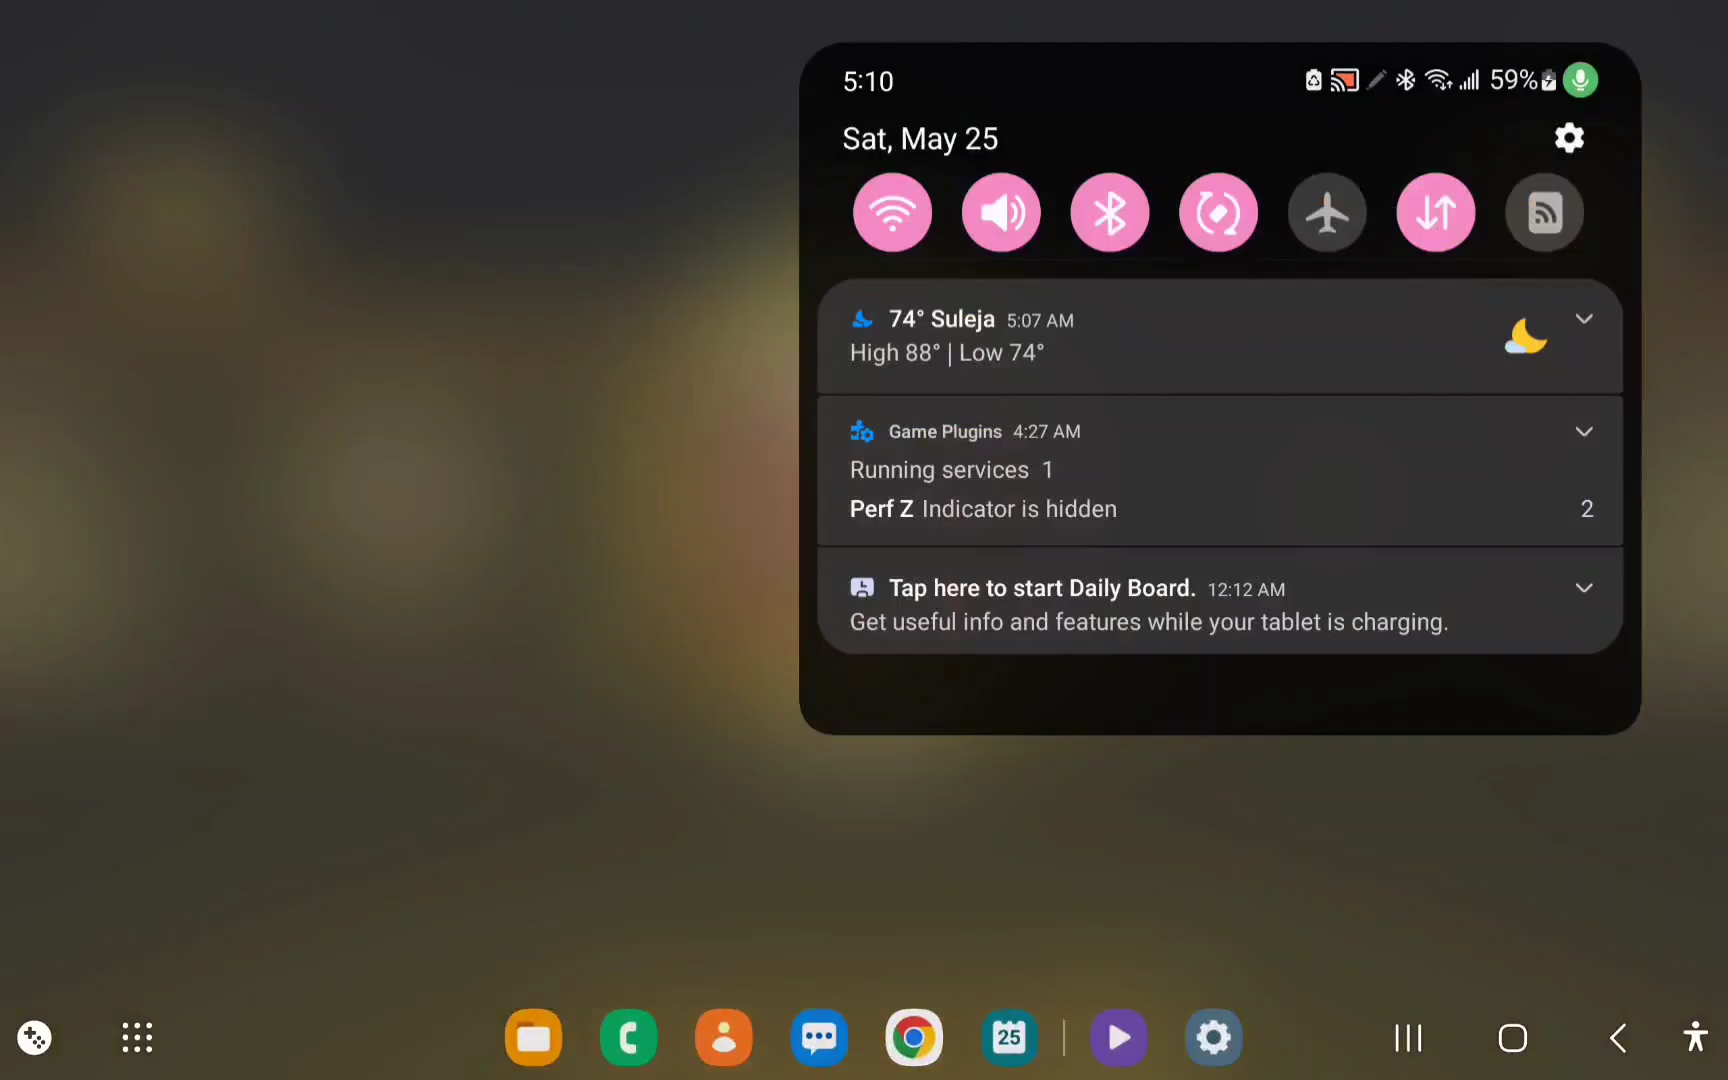 5:10
59%
Sat, May 25
74° Suleja 5:07 AM
High 88° | Low 74°
Game Plugins 4:27 AM
Running services 1
Perf Z Indicator is hidden 2
Tap here to start Daily Board. 12:12 AM
Get useful info and features while your tablet is charging.
25